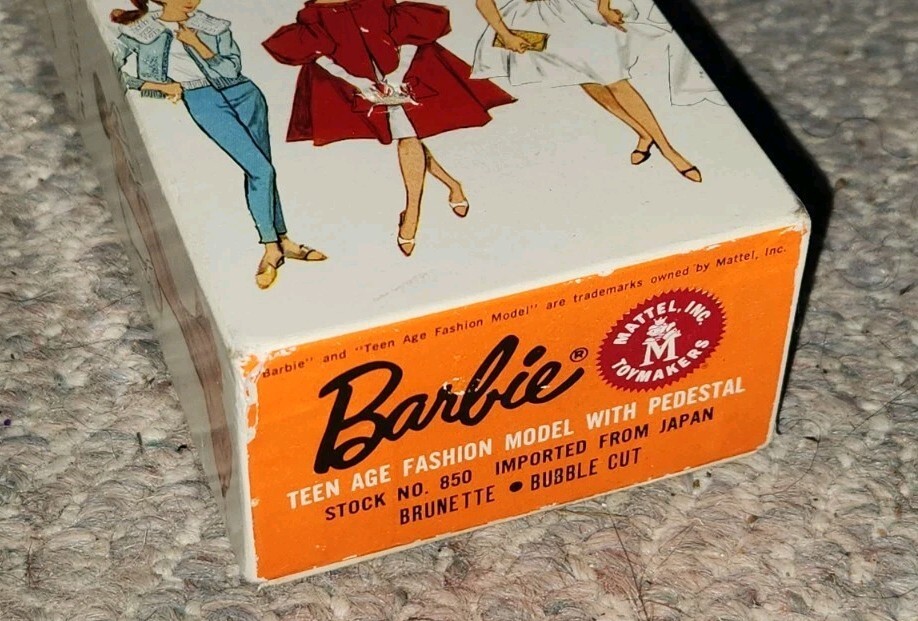 Barbie" and "Teen Age Fashion Model" are trademarks owned by Mattel, Inc.
Barbie®
MATTEL, INC.
M
TOYMAKERS
TEEN AGE FASHION MODEL WITH PEDESTAL
STOCK NO. 850 IMPORTED FROM JAPAN
BRUNETTE • BUBBLE CUT